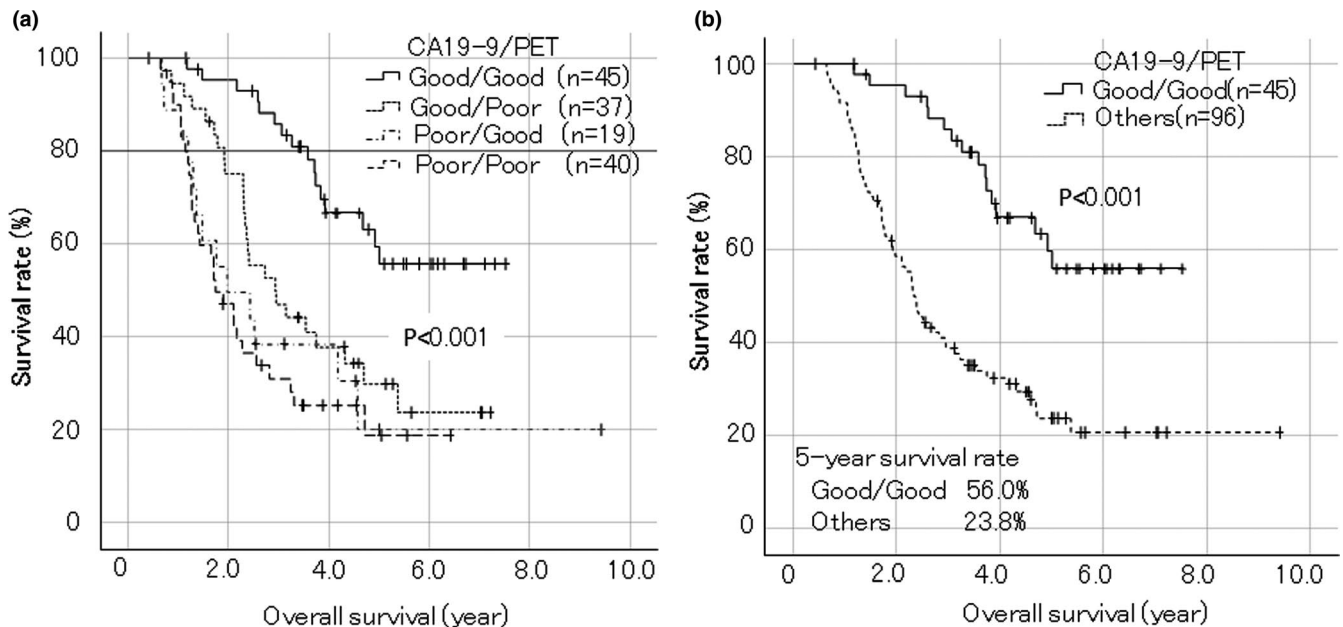 (a)
CA19-9/PET
Good/Good (n=45)
Good/Poor (n=37)
Poor/Good (n=19)
Poor/Poor (n=40)
P<0.001
Survival rate (%)
100
80
60
40
20
0
0 2.0 4.0 6.0 8.0 10.0
Overall survival (year)
(b)
CA19-9/PET
Good/Good(n=45)
Others(n=96)
P<0.001
Survival rate (%)
100
80
60
40
20
0
5-year survival rate
Good/Good 56.0%
Others 23.8%
0 2.0 4.0 6.0 8.0 10.0
Overall survival (year)